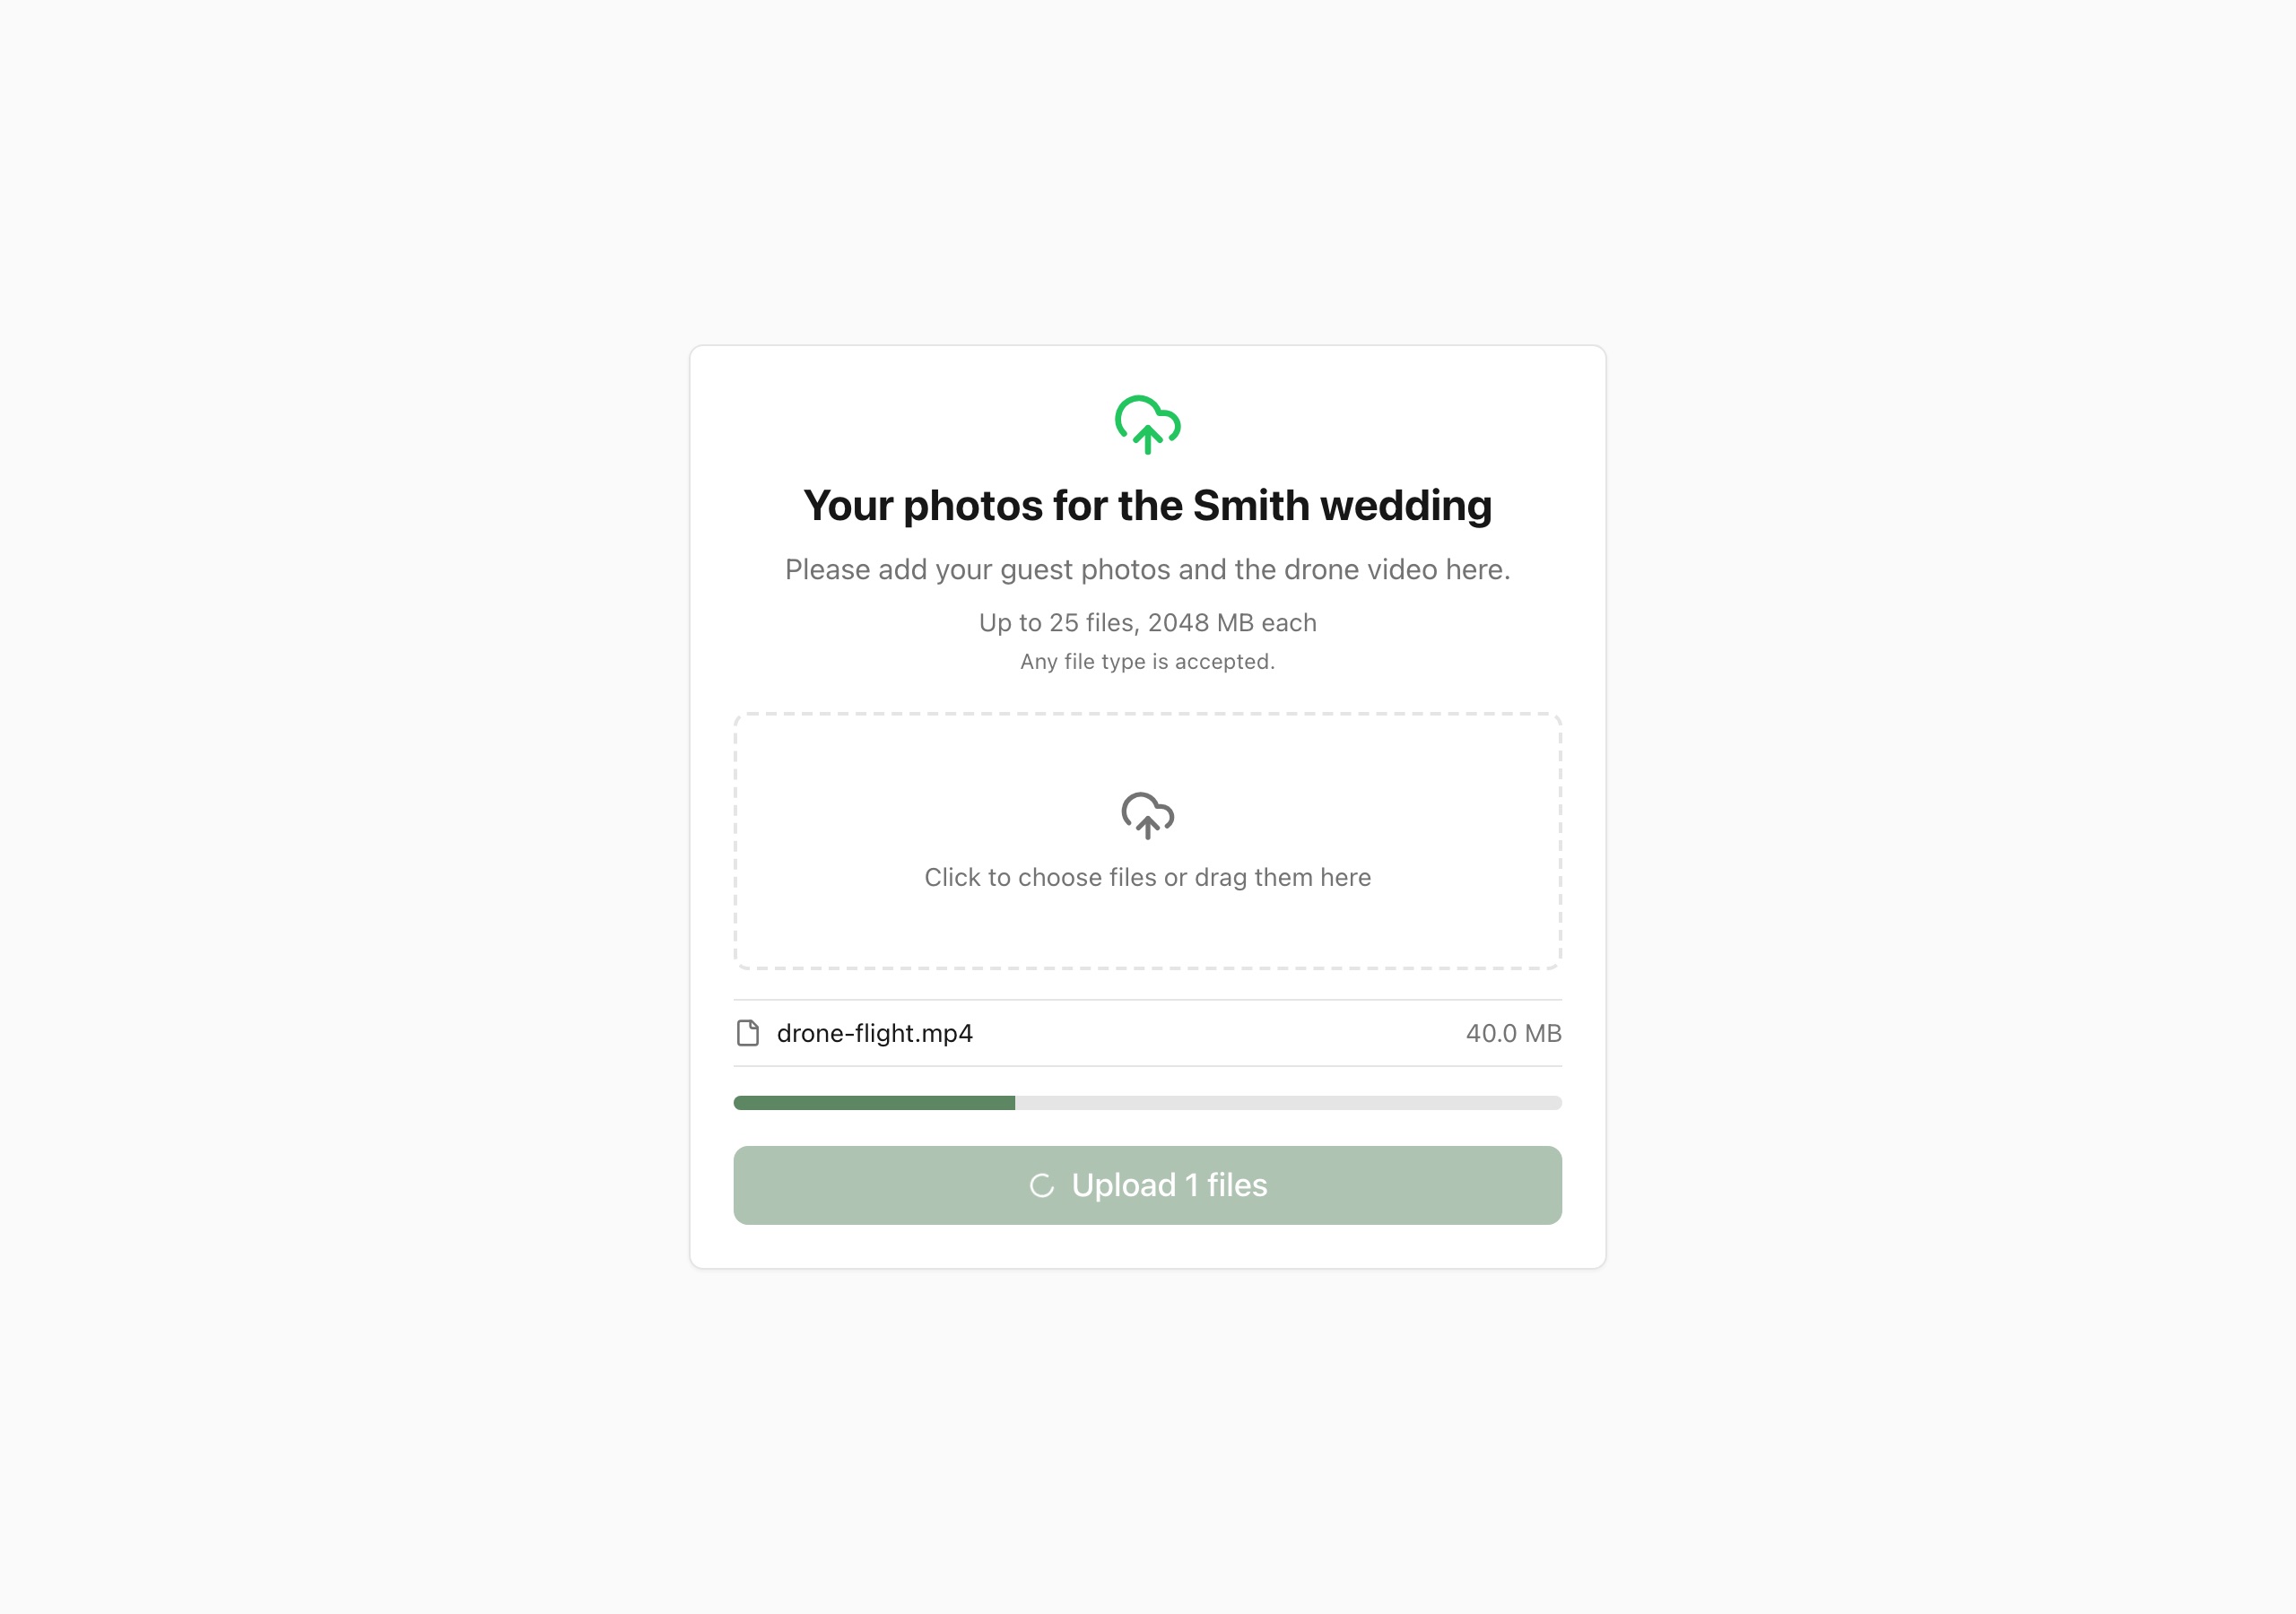 Your photos for the Smith wedding
Please add your guest photos and the drone video here.
Up to 25 files, 2048 MB each
Any file type is accepted.
Click to choose files or drag them here
drone-flight.mp4 40.0 MB
Upload 1 files